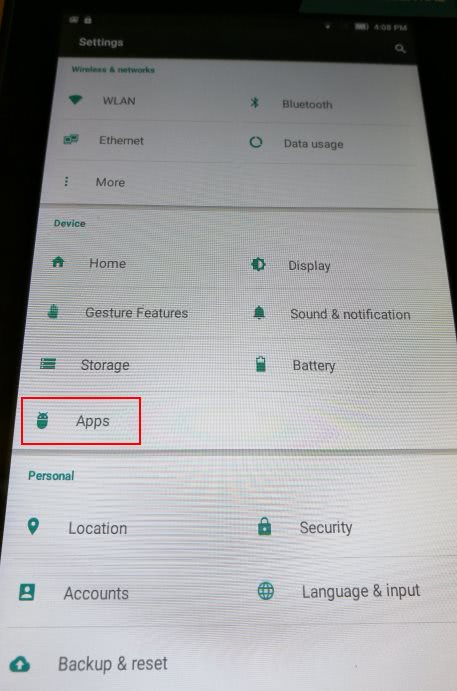 4:08 PM
Settings
Wireless & networks
WLAN
Bluetooth
Ethernet
Data usage
More
Device
Home
Display
Gesture Features
Sound & notification
Storage
Battery
Apps
Personal
Location
Security
Accounts
Language & input
Backup & reset